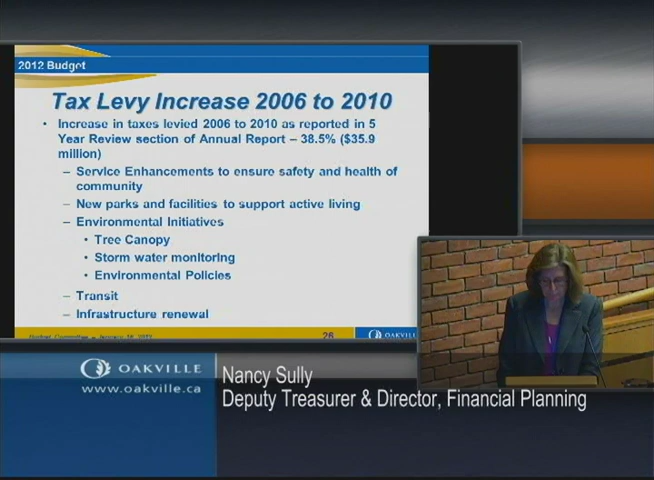 2012 Budget
Tax Levy Increase 2006 to 2010
• Increase in taxes levied 2006 to 2010 as reported in 5
Year Review section of Annual Report – 38.5% ($35.9
million)
– Service Enhancements to ensure safety and health of
community
– New parks and facilities to support active living
– Environmental Initiatives
• Tree Canopy
• Storm water monitoring
• Environmental Policies
– Transit
– Infrastructure renewal
Budget Committee – January
26
OAKVILLE
OAKVILLE
www.oakville.ca
Nancy Sully
Deputy Treasurer & Director, Financial Planning